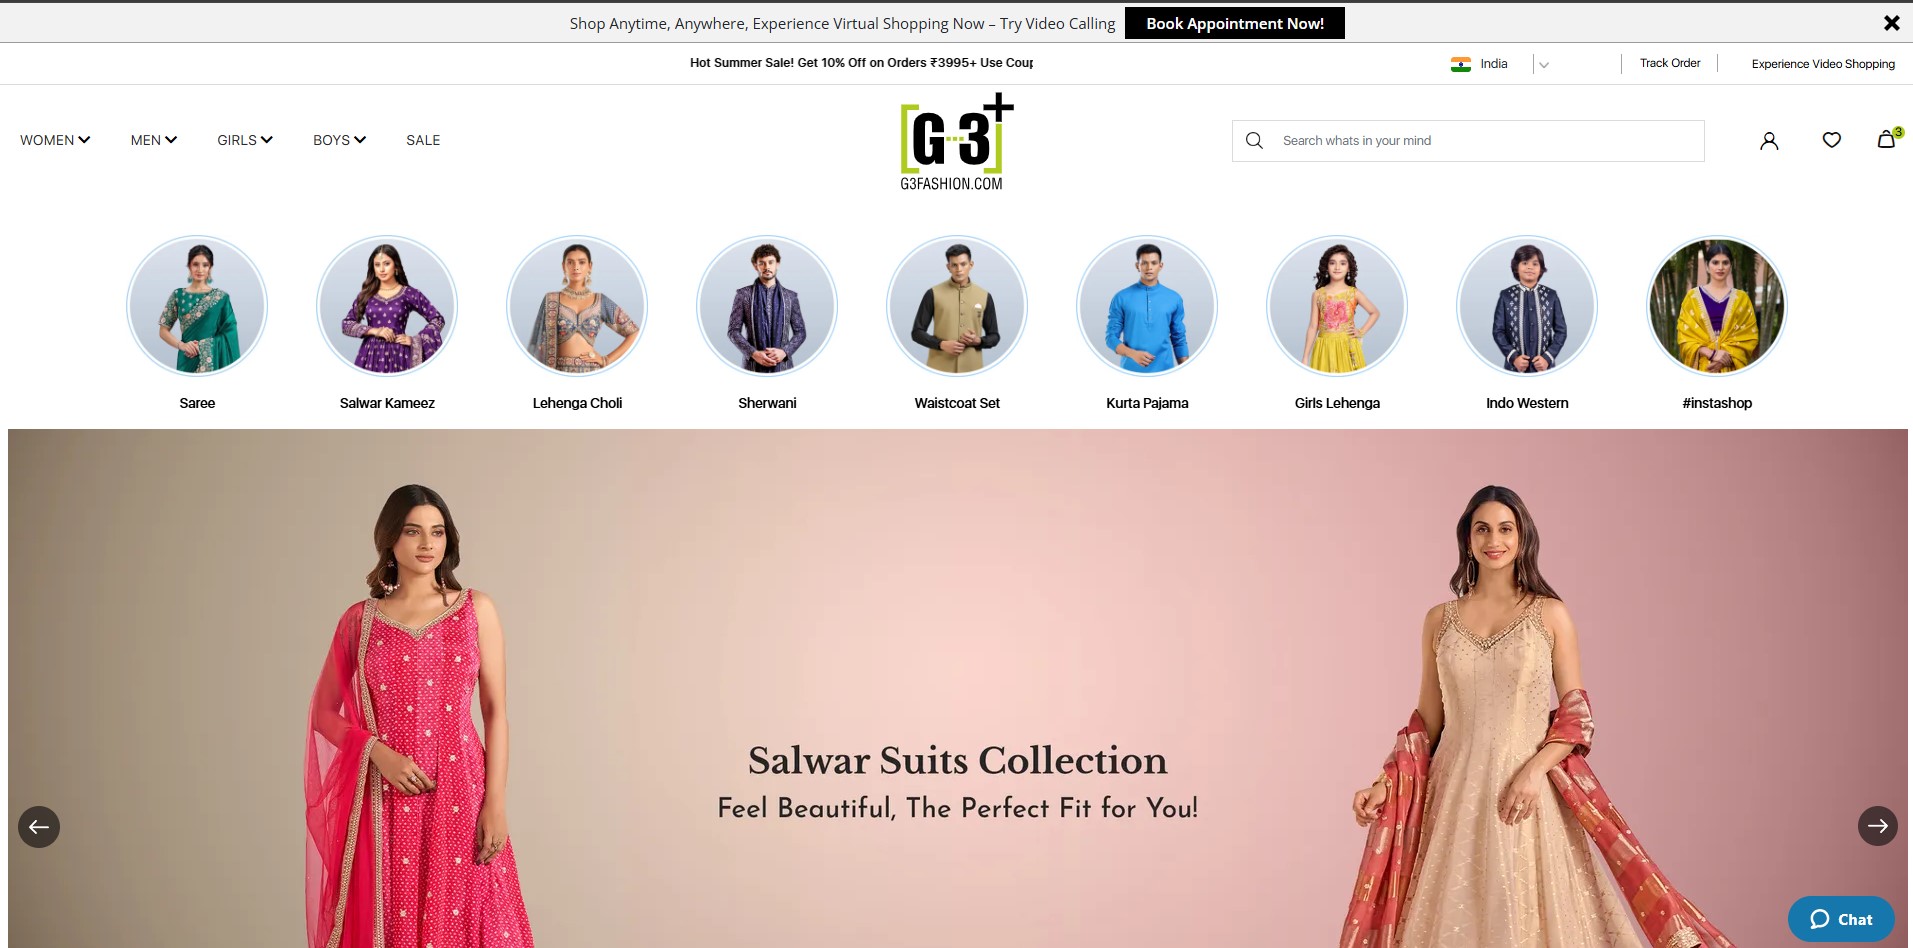 Shop Anytime, Anywhere, Experience Virtual Shopping Now – Try Video Calling Book Appointment Now!
Hot Summer Sale! Get 10% Off on Orders ₹3995+ Use
India
Track Order
Experience Video Shopping
WOMEN MEN GIRLS BOYS SALE
G3+
G3FASHION.COM
Search whats in your mind
3
Saree
Salwar Kameez
Lehenga Choli
Sherwani
Waistcoat Set
Kurta Pajama
Girls Lehenga
Indo Western
#instashop
Salwar Suits Collection
Feel Beautiful, The Perfect Fit for You!
Chat